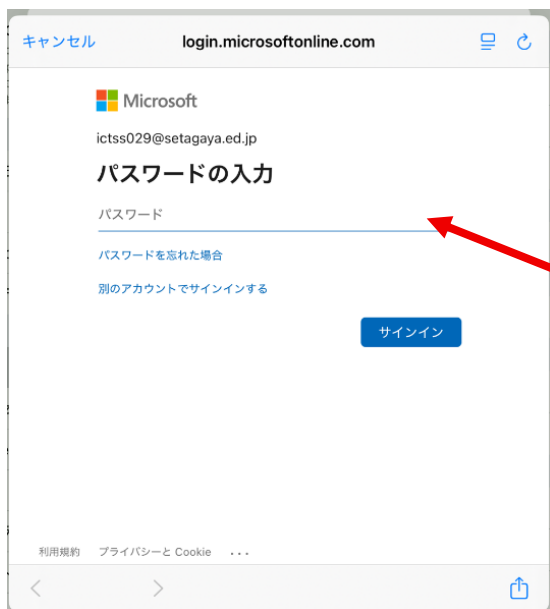 キャンセル login.microsoftonline.com
Microsoft
ictss029@setagaya.ed.jp
パスワードの入力
パスワード
パスワードを忘れた場合
別のアカウントでサインインする
サインイン
利用規約 プライバシーと Cookie ...